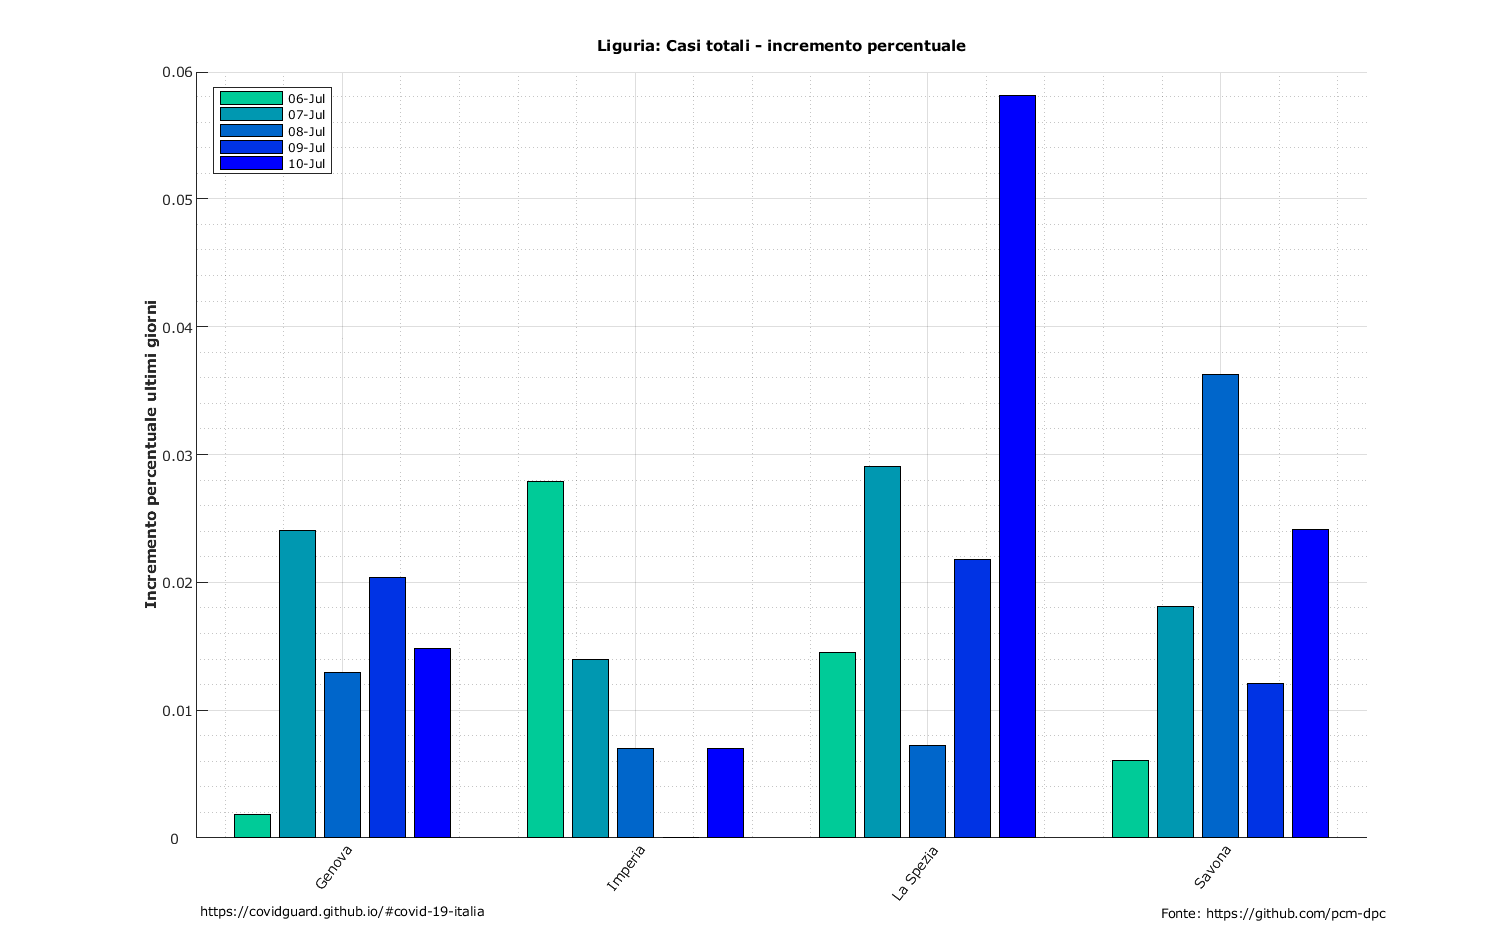 Liguria: Casi totali - incremento percentuale
06-Jul
07-Jul
08-Jul
09-Jul
10-Jul
Incremento percentuale ultimi giorni
0.06
0.05
0.04
0.03
0.02
0.01
0
Genova
Imperia
La Spezia
Savona
https://covidguard.github.io/#covid-19-italia
Fonte: https://github.com/pcm-dpc